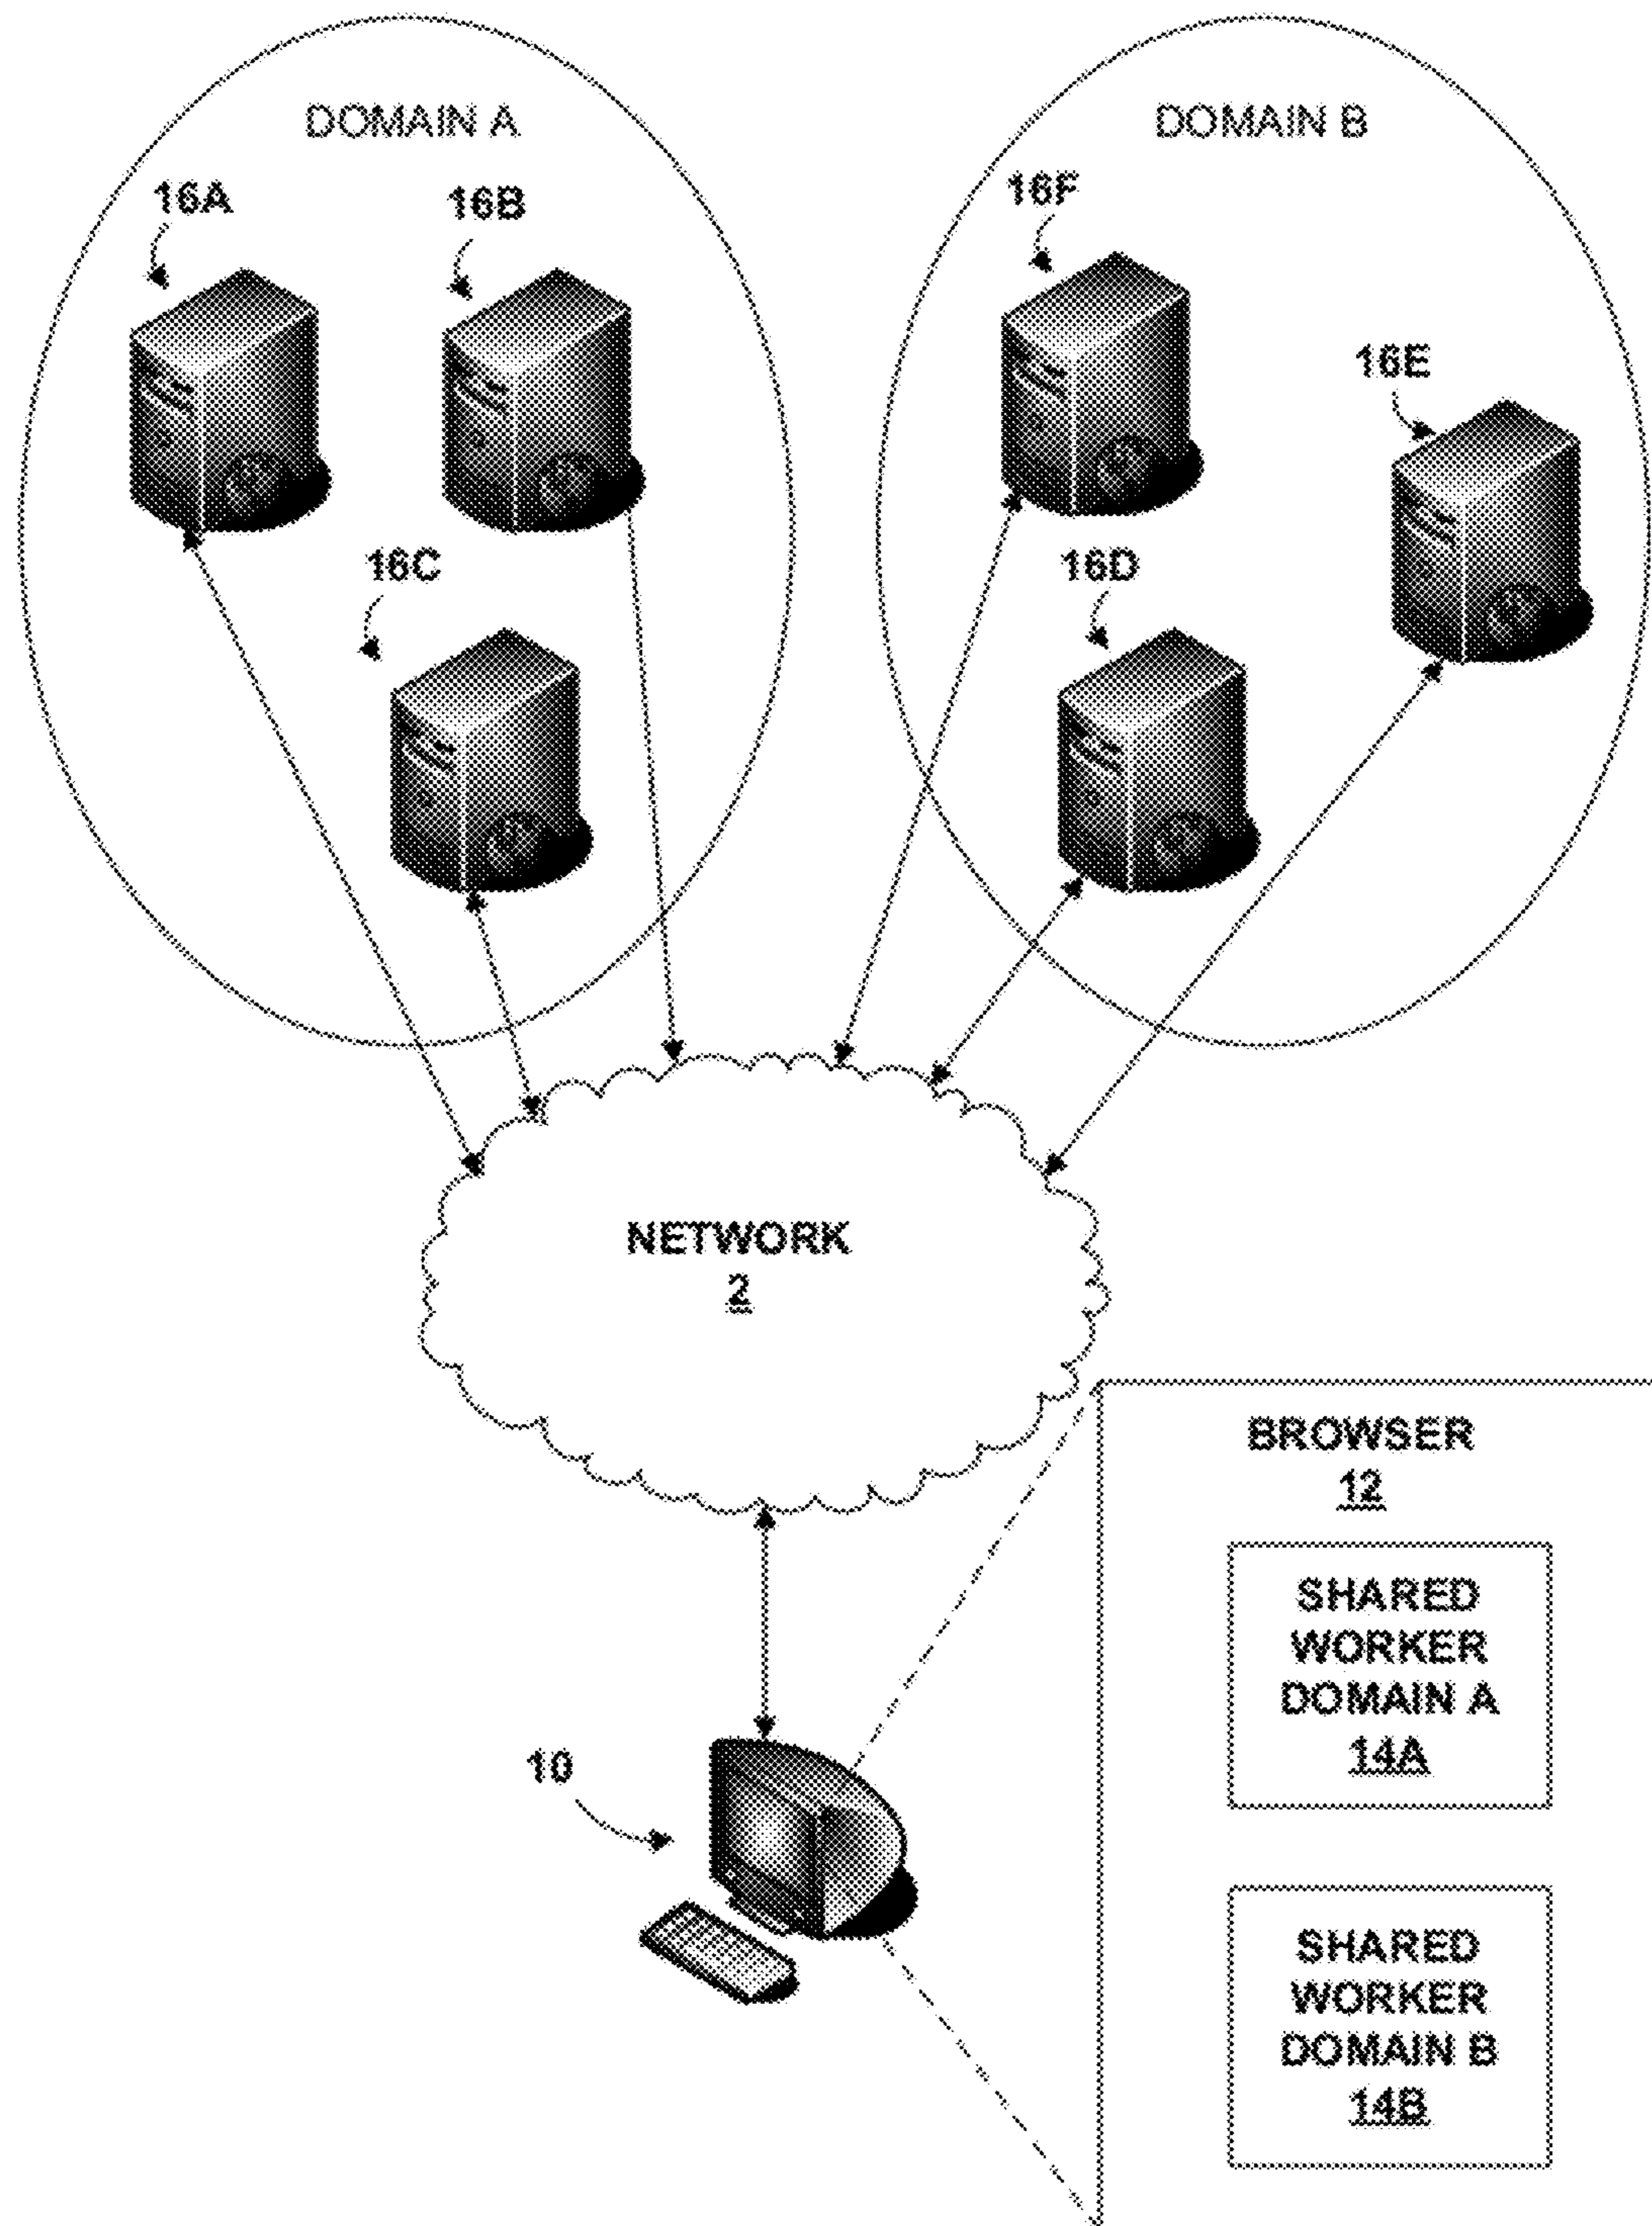 DOMAIN A
DOMAIN B
16A
16B
16F
16E
16C
16D
NETWORK
2
BROWSER
12
SHARED
WORKER
DOMAIN A
14A
10
SHARED
WORKER
DOMAIN B
14B